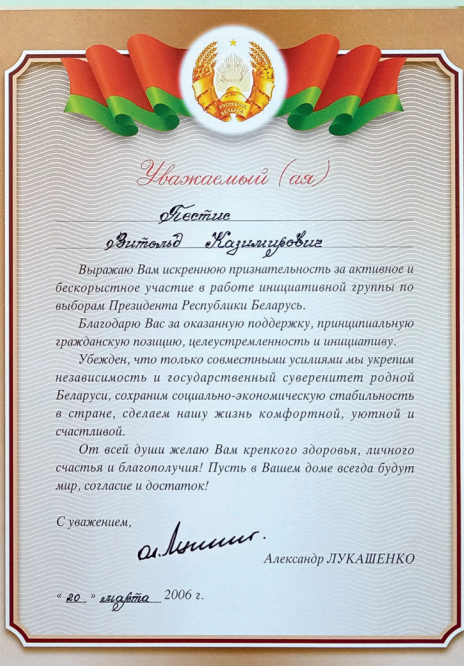 РЕСПУБЛИКА
БЕЛАРУСЬ
Уважаемый (ая)
Пестис
Витольд Казимирович
Выражаю Вам искреннюю признательность за активное и
бескорыстное участие в работе инициативной группы по
выборам Президента Республики Беларусь.
Благодарю Вас за оказанную поддержку, принципиальную
гражданскую позицию, целеустремленность и инициативу.
Убежден, что только совместными усилиями мы укрепим
независимость и государственный суверенитет родной
Беларуси, сохраним социально-экономическую стабильность
в стране, сделаем нашу жизнь комфортной, уютной и
счастливой.
От всей души желаю Вам крепкого здоровья, личного
счастья и благополучия! Пусть в Вашем доме всегда будут
мир, согласие и достаток!
С уважением,
Александр ЛУКАШЕНКО
« 20 » марта 2006 г.